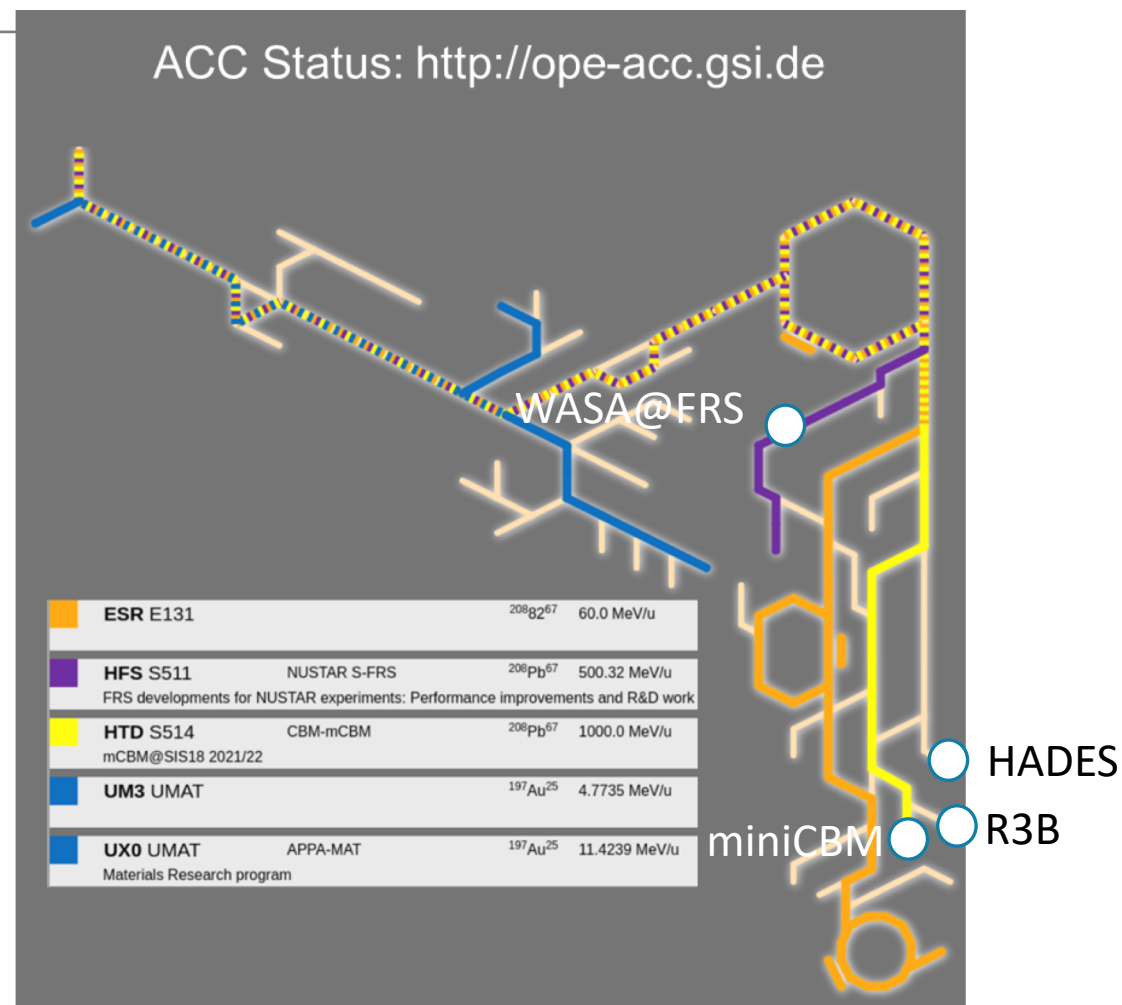 ACC Status: http://ope-acc.gsi.de
WASA@FRS
ESR E131 ²⁰⁸82⁶⁷ 60.0 MeV/u
HFS S511 NUSTAR S-FRS ²⁰⁸Pb⁶⁷ 500.32 MeV/u
FRS developments for NUSTAR experiments: Performance improvements and R&D work
HTD S514 CBM-mCBM ²⁰⁸Pb⁶⁷ 1000.0 MeV/u
mCBM@SIS18 2021/22
UM3 UMAT ¹⁹⁷Au²⁵ 4.7735 MeV/u
UX0 UMAT APPA-MAT ¹⁹⁷Au²⁵ 11.4239 MeV/u
Materials Research program
HADES
R3B
miniCBM